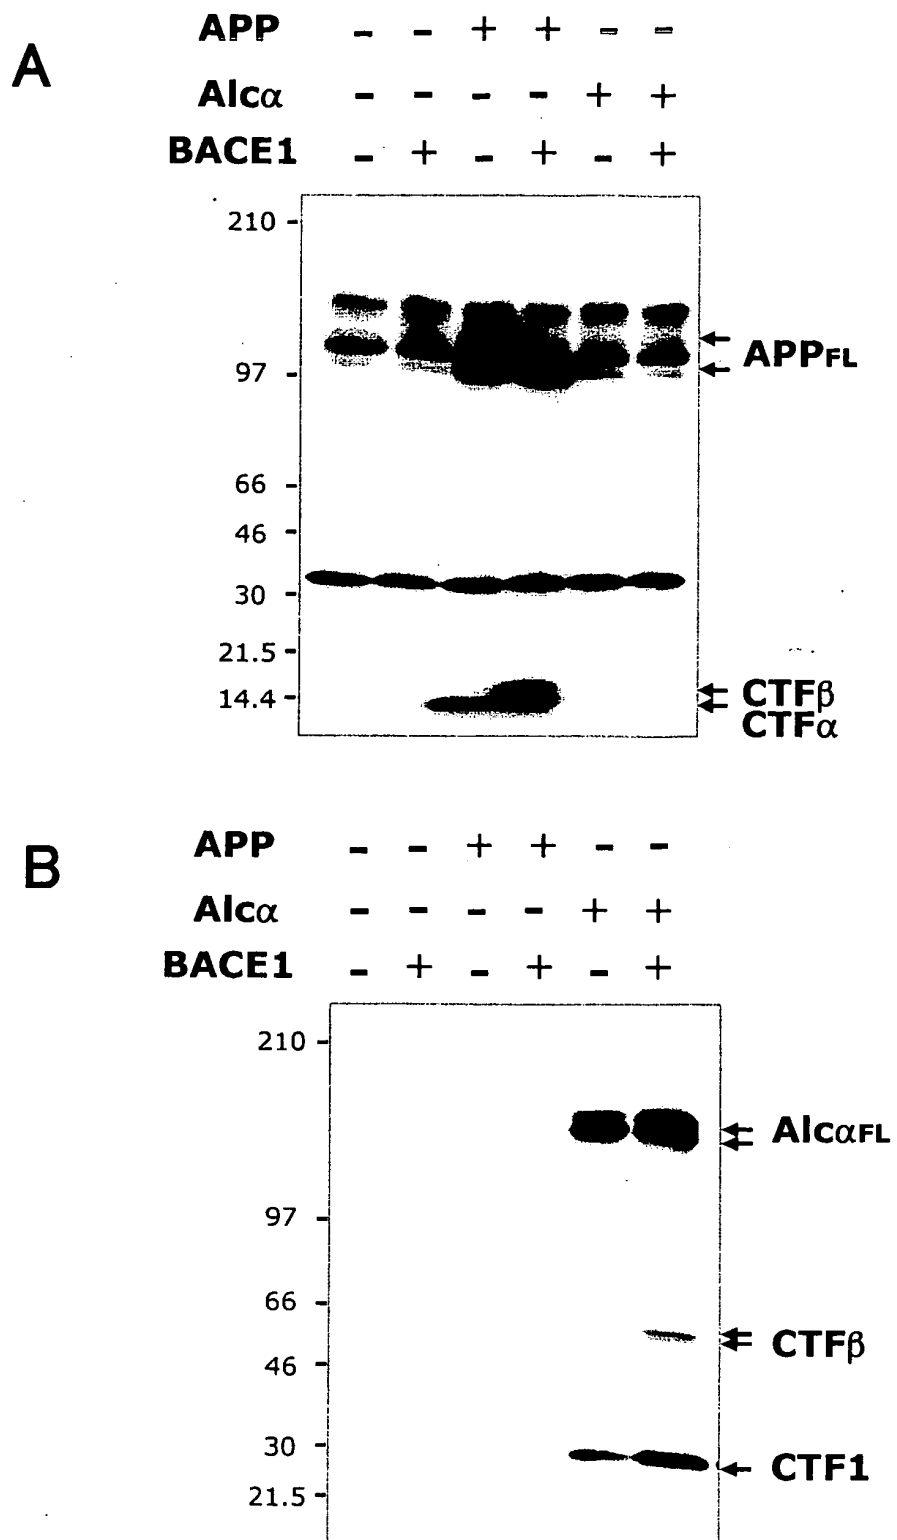 A
APP - - + + - -
Alcα - - - - + +
BACE1 - + - + - +
210 -
97 -
APPFL
66 -
46 -
30 -
21.5 -
14.4 -
CTFβ
CTFα
B
APP - - + + - -
Alcα - - - - + +
BACE1 - + - + - +
210 -
AlcαFL
97 -
66 -
CTFβ
46 -
30 -
CTF1
21.5 -